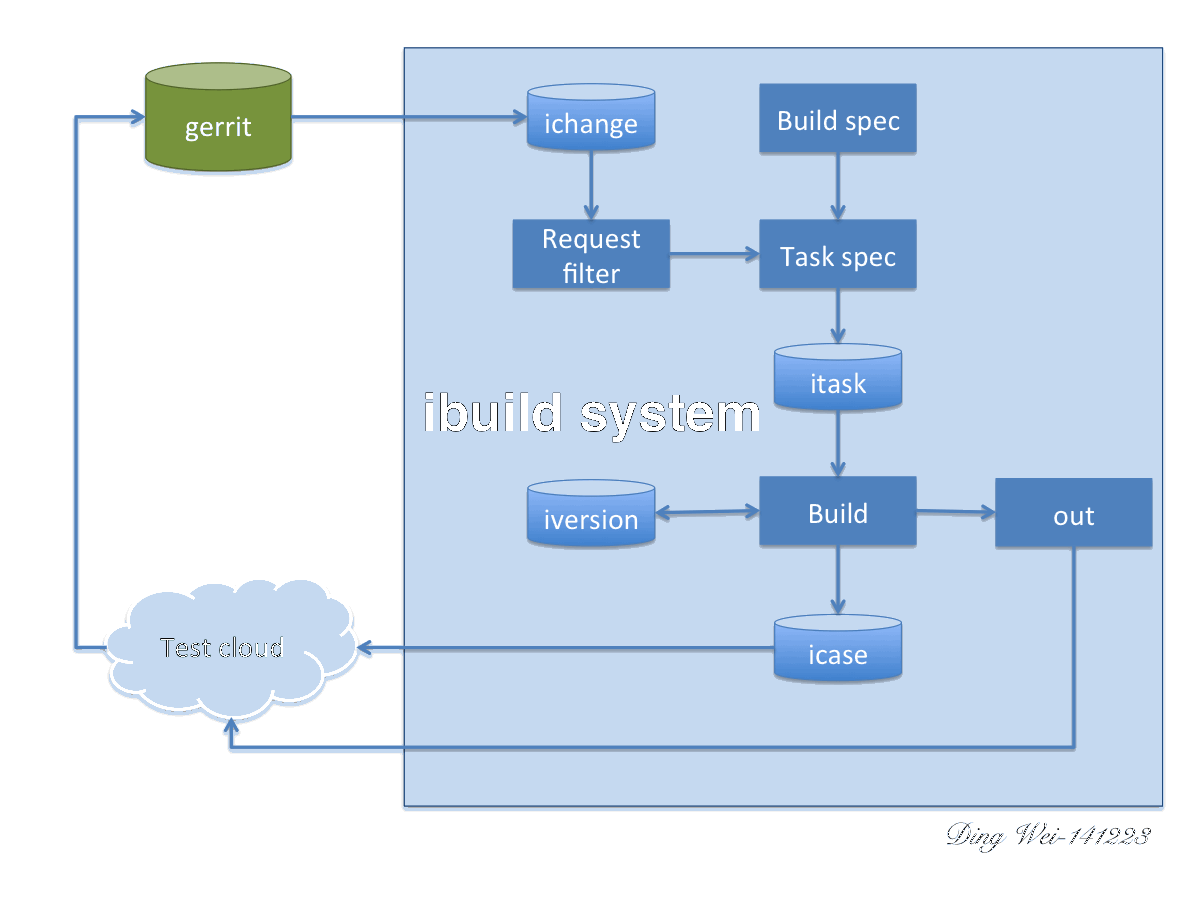 gerrit
ichange
Build spec
Request
filter
Task spec
itask
ibuild system
iversion
Build
out
Test cloud
icase
Ding Wei-141223